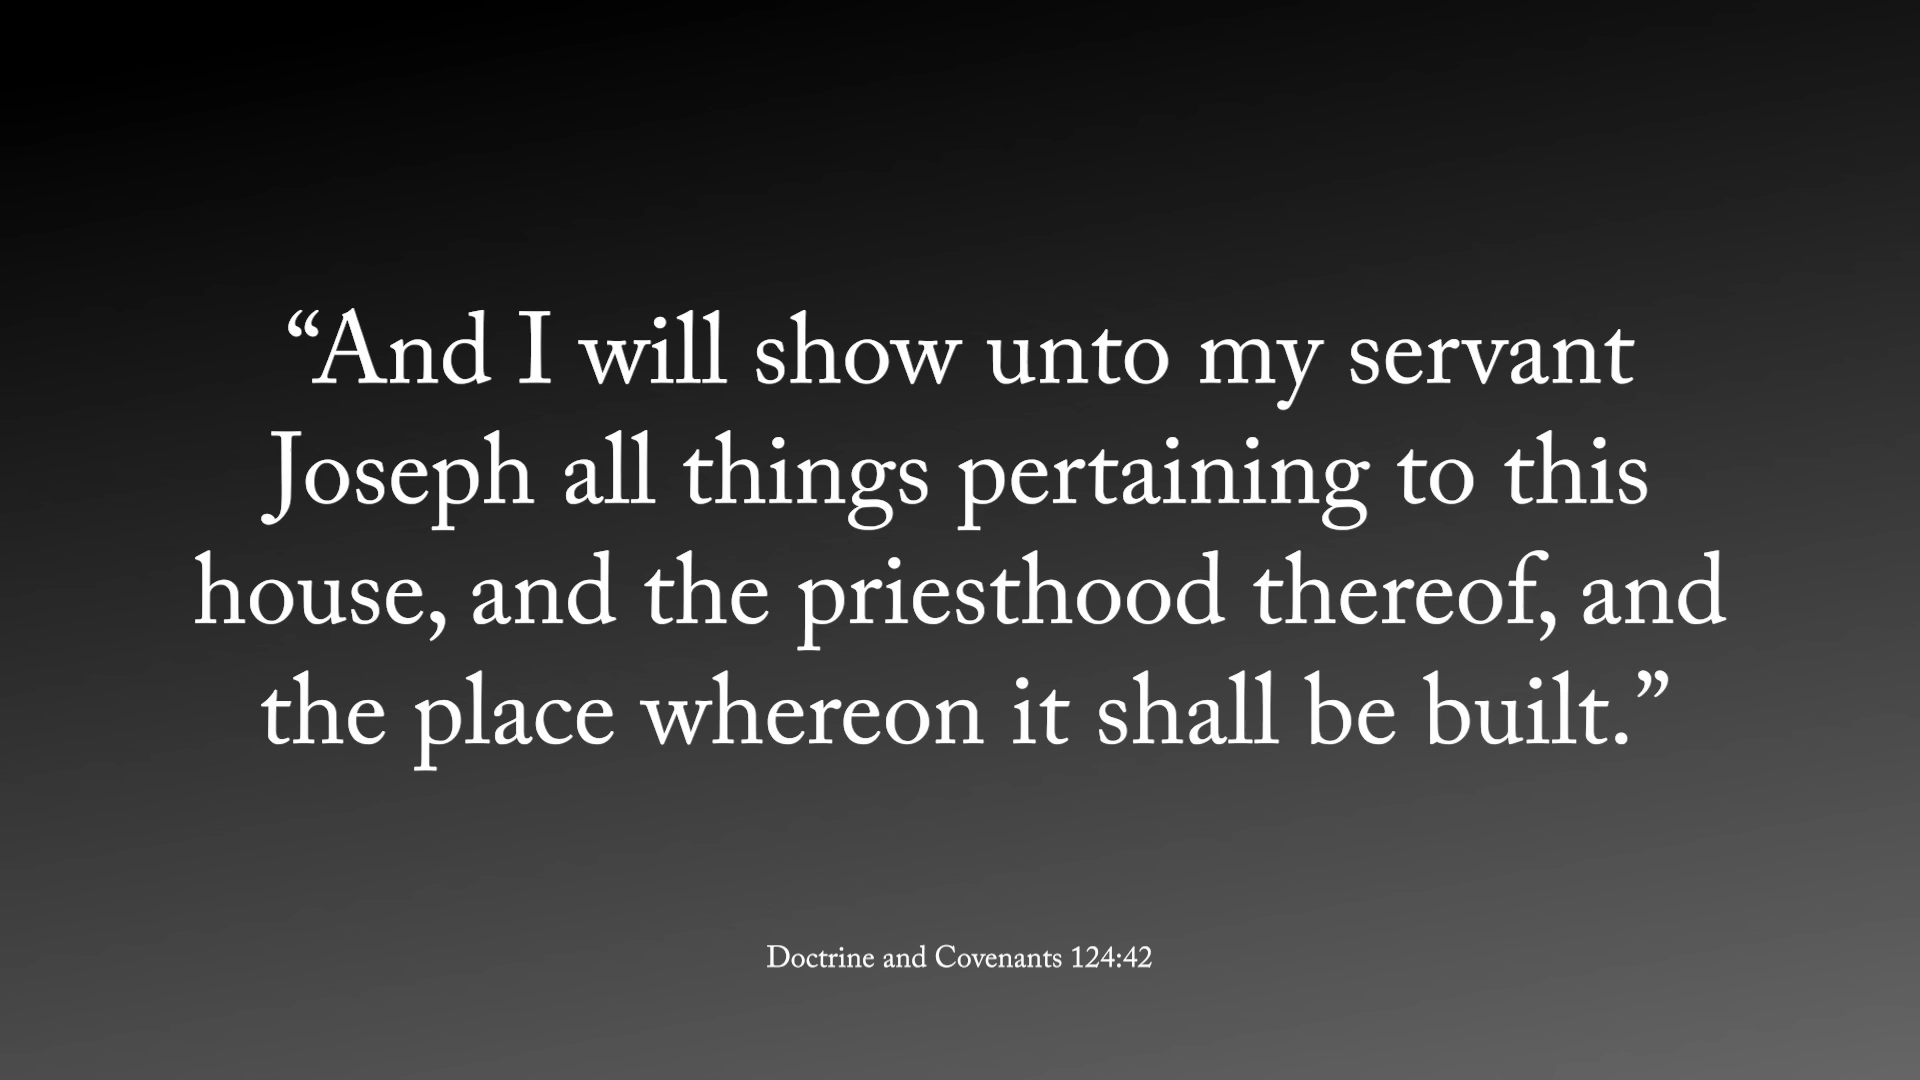 “And I will show unto my servant
Joseph all things pertaining to this
house, and the priesthood thereof, and
the place whereon it shall be built.”
Doctrine and Covenants 124:42